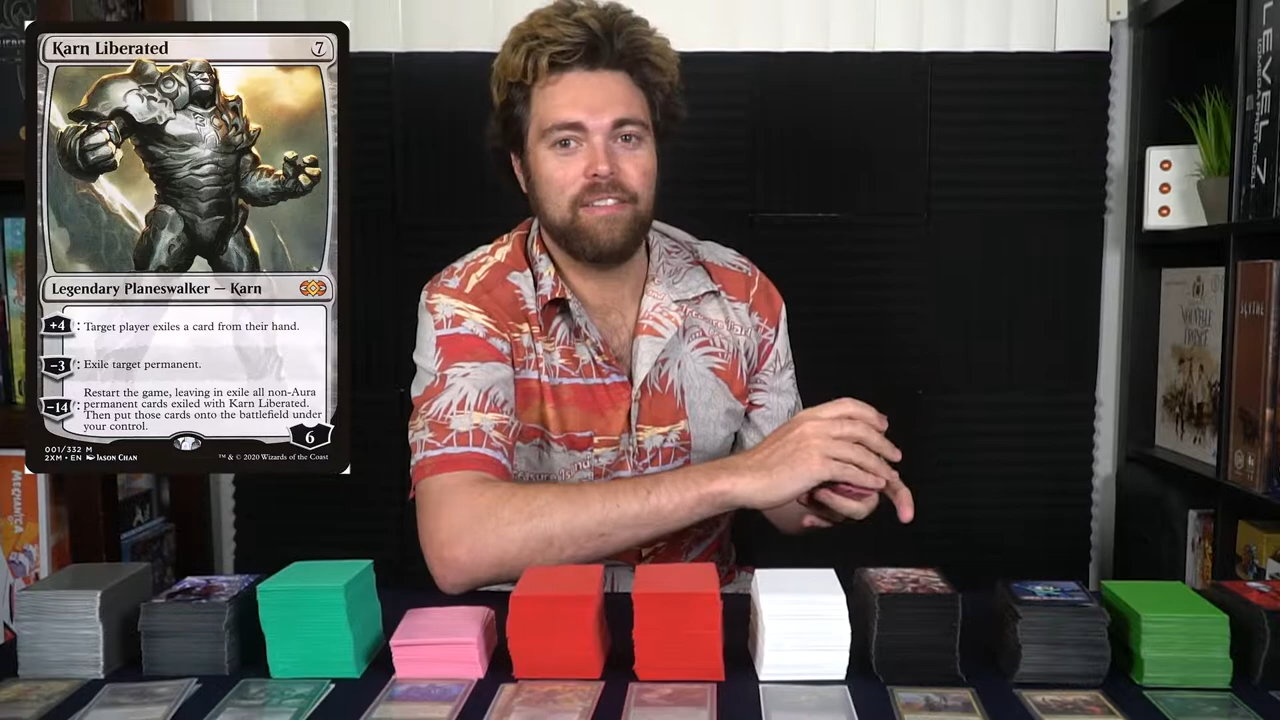 Karn Liberated
7
Legendary Planeswalker — Karn
+4
: Target player exiles a card from their hand.
−3
: Exile target permanent.
−14
: Restart the game, leaving in exile all non-Aura
permanent cards exiled with Karn Liberated.
Then put those cards onto the battlefield under
your control.
6
001/332 M
2XM • EN Jason Chan
™ & © 2020 Wizards of the Coast
LEVEL 7
SCYTHE
MECHANICA